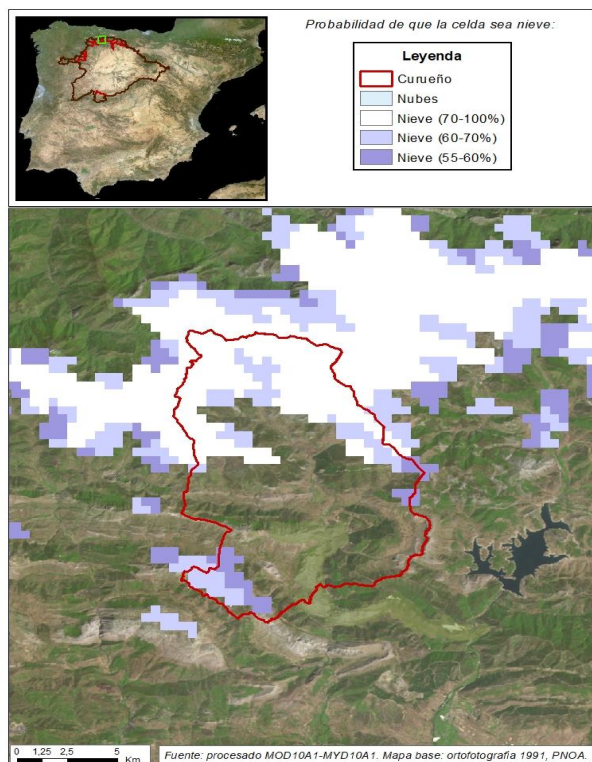 Probabilidad de que la celda sea nieve:
Leyenda
Curueño
Nubes
Nieve (70-100%)
Nieve (60-70%)
Nieve (55-60%)
0 1,25 2,5 5
Km
Fuente: procesado MOD10A1-MYD10A1. Mapa base: ortofotografía 1991, PNOA.